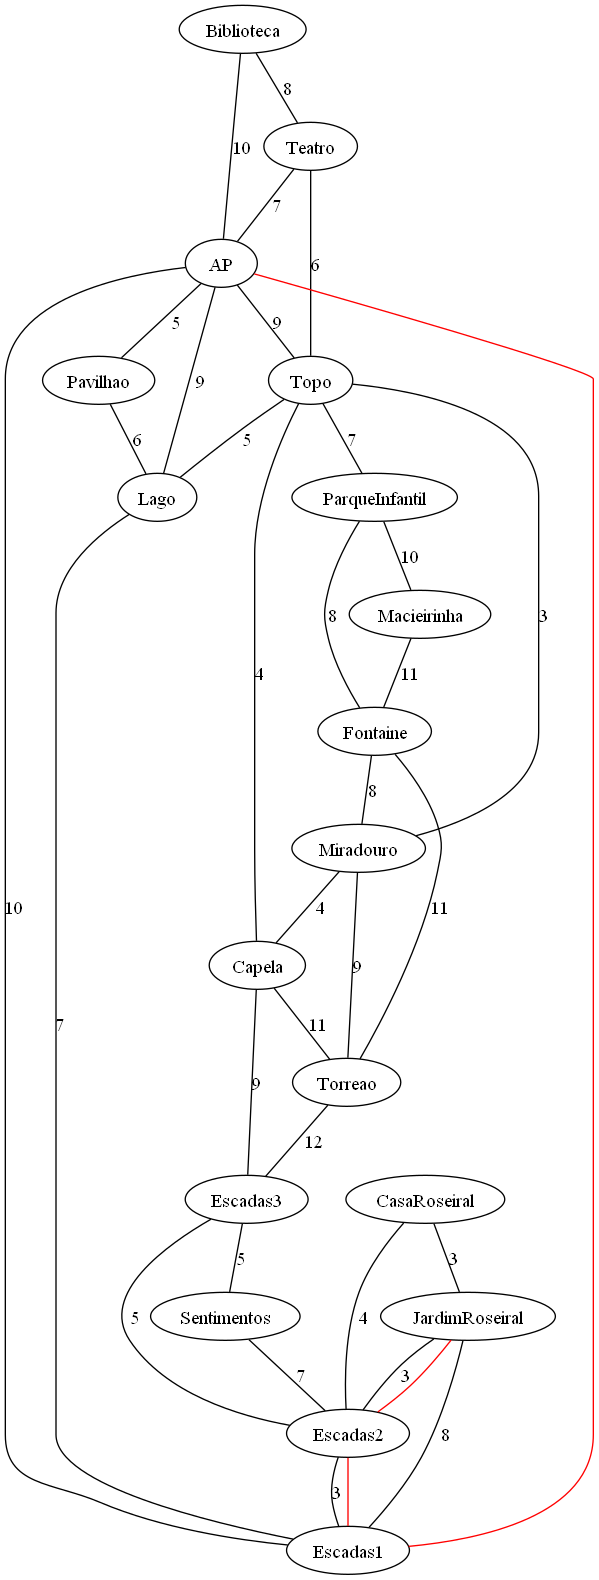 Biblioteca
8
Teatro
10
7
AP
6
5
9
9
Pavilhao
Topo
6
5
7
Lago
ParqueInfantil
10
8
Macieirinha
3
4
11
Fontaine
8
Miradouro
10
4
11
Capela
9
7
11
9
Torreao
12
Escadas3
CasaRoseiral
5
3
5
Sentimentos
4
JardimRoseiral
7
3
Escadas2
8
3
Escadas1